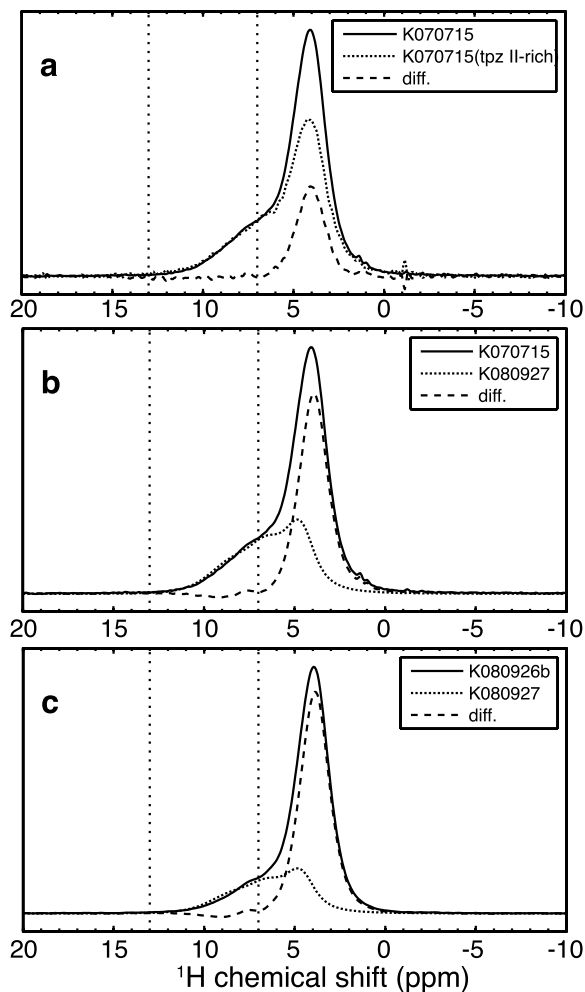 a
K070715
K070715(tpz II-rich)
diff.
20 15 10 5 0 -5 -10
b
K070715
K080927
diff.
20 15 10 5 0 -5 -10
c
K080926b
K080927
diff.
20 15 10 5 0 -5 -10
¹H chemical shift (ppm)